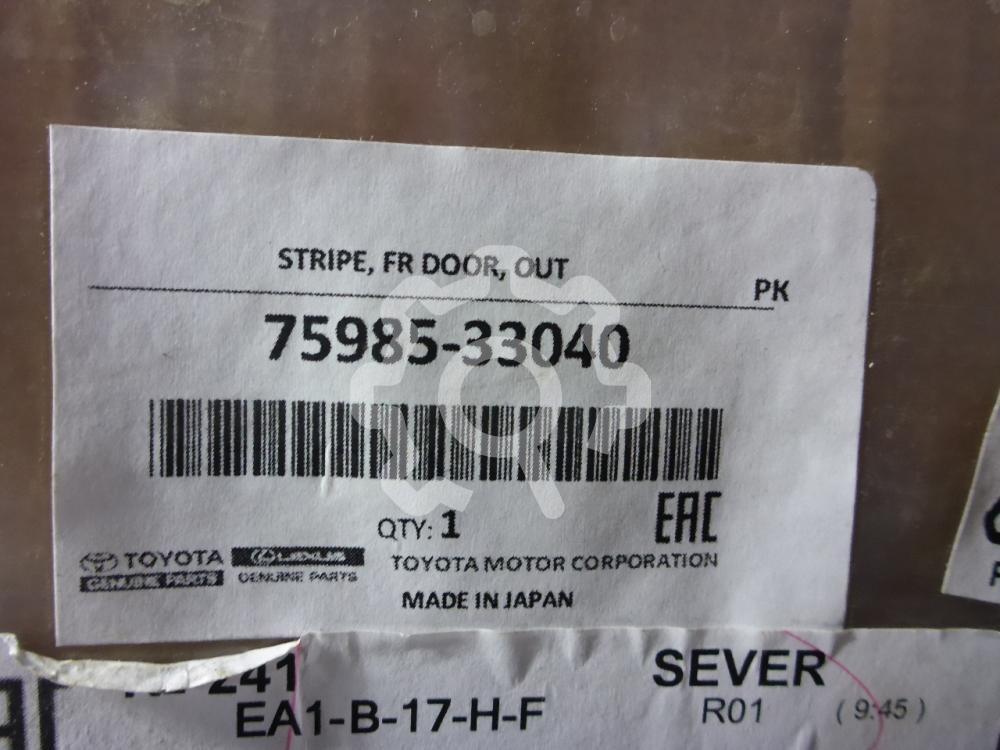 STRIPE, FR DOOR, OUT
PK
75985-33040
QTY: 1
EAC
TOYOTA
GENUINE PARTS
LEXUS
GENUINE PARTS
TOYOTA MOTOR CORPORATION
MADE IN JAPAN
241
SEVER
EA1-B-17-H-F
R01
( 9:45 )